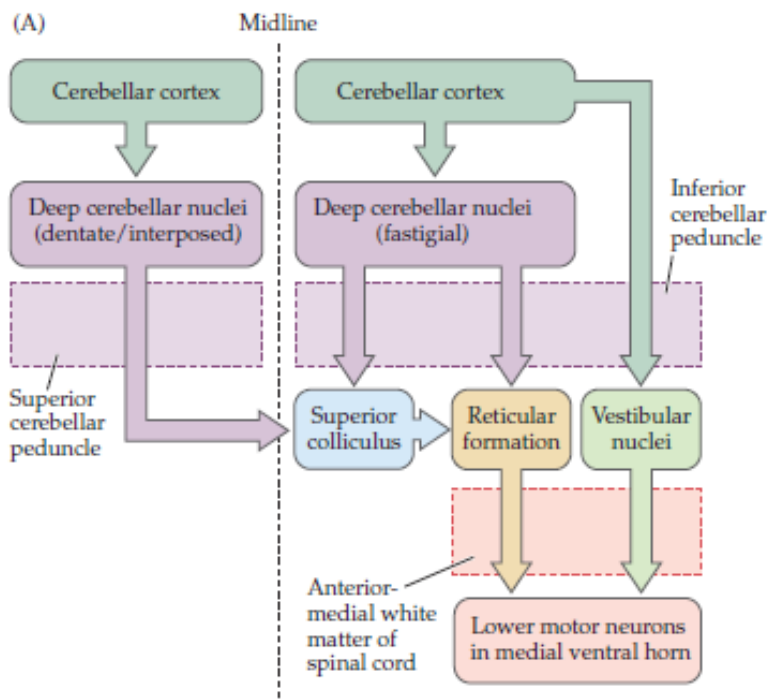 (A)
Midline
Cerebellar cortex
Cerebellar cortex
Deep cerebellar nuclei
(dentate/interposed)
Deep cerebellar nuclei
(fastigial)
Inferior
cerebellar
peduncle
Superior
cerebellar
peduncle
Superior
colliculus
Reticular
formation
Vestibular
nuclei
Anterior-
medial white
matter of
spinal cord
Lower motor neurons
in medial ventral horn